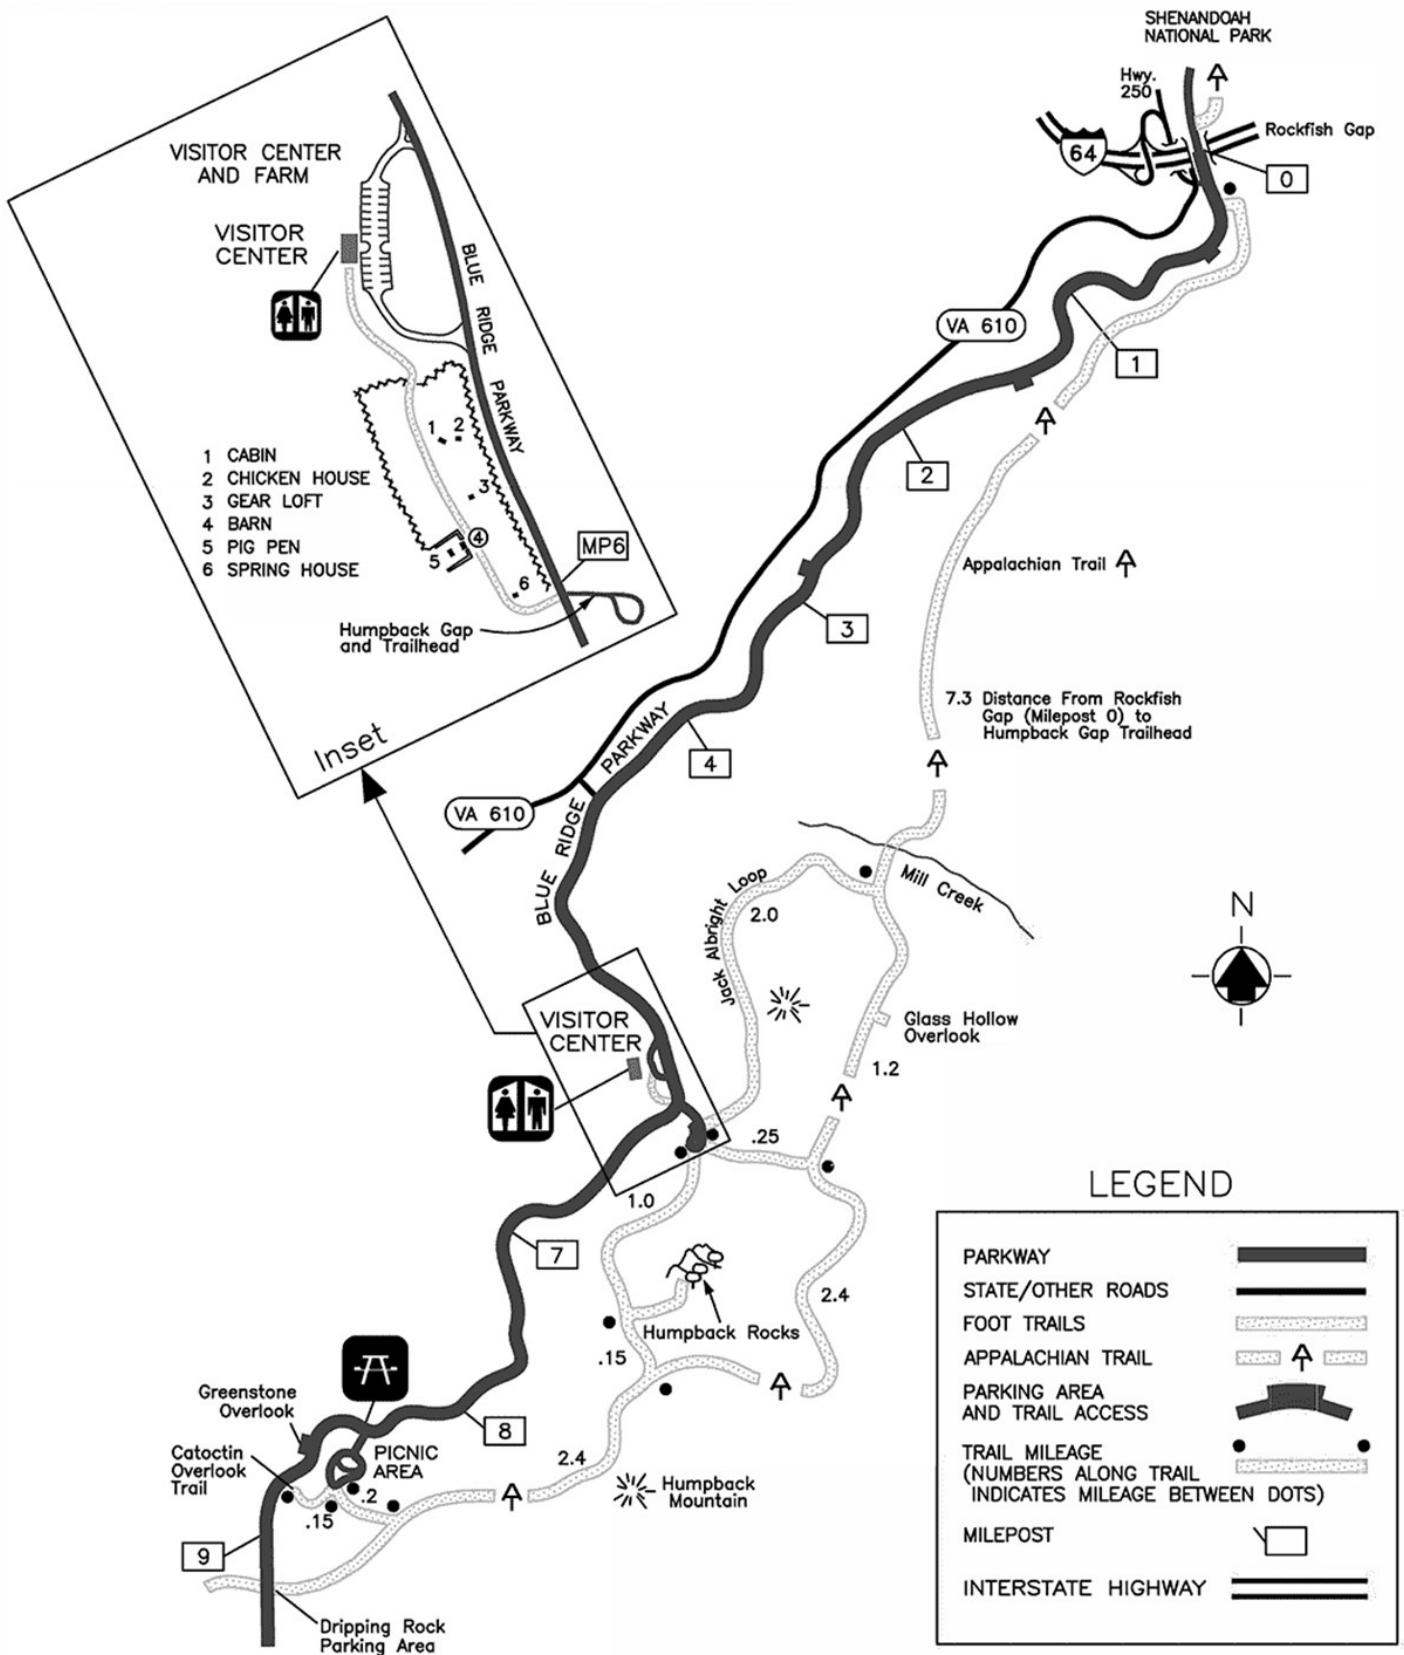 SHENANDOAH
NATIONAL PARK
Hwy.
250
64
Rockfish Gap
0
VISITOR CENTER
AND FARM
VISITOR
CENTER
BLUE RIDGE PARKWAY
VA 610
1
1 2
1 CABIN
2 CHICKEN HOUSE
3 GEAR LOFT
4 BARN
5 PIG PEN
6 SPRING HOUSE
3
4
5
6
MP6
Humpback Gap
and Trailhead
Inset
2
Appalachian Trail
3
7.3 Distance From Rockfish
Gap (Milepost 0) to
Humpback Gap Trailhead
4
VA 610
BLUE RIDGE PARKWAY
Jack Albright Loop
2.0
Mill Creek
N
VISITOR
CENTER
Glass Hollow
Overlook
1.2
.25
1.0
7
2.4
Humpback Rocks
.15
Greenstone
Overlook
8
Catoctin
Overlook
Trail
PICNIC
AREA
2.4
Humpback
Mountain
.2
.15
9
Dripping Rock
Parking Area
LEGEND
PARKWAY
STATE/OTHER ROADS
FOOT TRAILS
APPALACHIAN TRAIL
PARKING AREA
AND TRAIL ACCESS
TRAIL MILEAGE
(NUMBERS ALONG TRAIL
INDICATES MILEAGE BETWEEN DOTS)
MILEPOST
INTERSTATE HIGHWAY